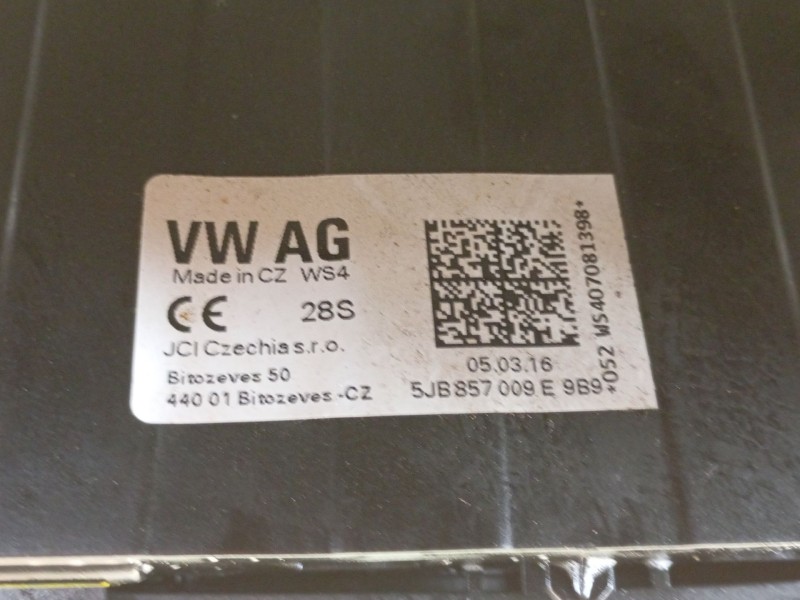 VW AG
Made in CZ WS4
CE 28S
JCI Czechia s.r.o.
Bitozeves 50
440 01 Bitozeves -CZ
05.03.16
5JB 857 009 E 9B9
*052 WS407081398*